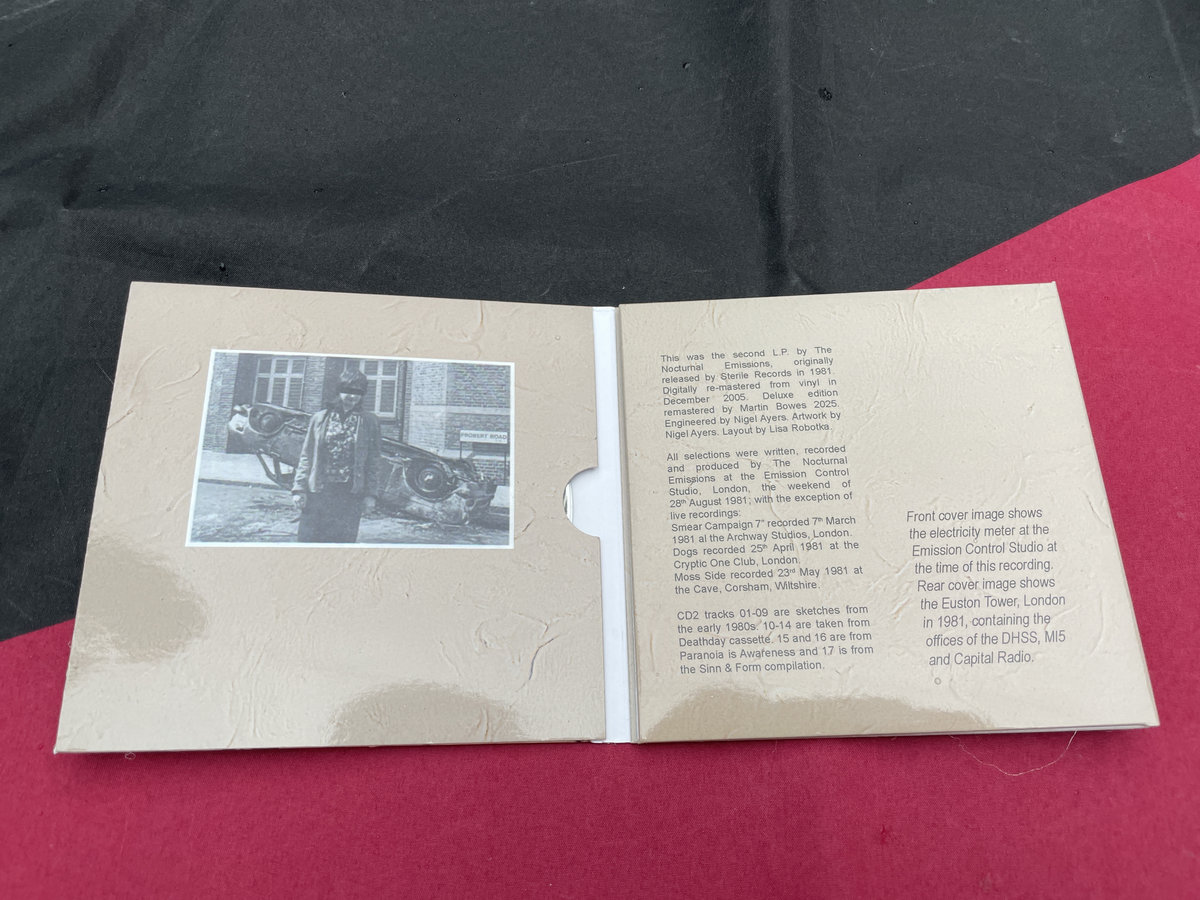 PROBERT ROAD
This was the second L.P. by The
Nocturnal Emissions, originally
released by Sterile Records in 1981.
Digitally re-mastered from vinyl in
December 2005. Deluxe edition
remastered by Martin Bowes 2025.
Engineered by Nigel Ayers. Artwork by
Nigel Ayers. Layout by Lisa Robotka.
All selections were written, recorded
and produced by The Nocturnal
Emissions at the Emission Control
Studio, London, the weekend of
28th August 1981; with the exception of
live recordings:
Smear Campaign 7" recorded 7th March
1981 at the Archway Studios, London.
Dogs recorded 25th April 1981 at the
Cryptic One Club, London.
Moss Side recorded 23rd May 1981 at
the Cave, Corsham, Wiltshire.
CD2 tracks 01-09 are sketches from
the early 1980s. 10-14 are taken from
Deathday cassette. 15 and 16 are from
Paranoia is Awareness and 17 is from
the Sinn & Form compilation.
Front cover image shows
the electricity meter at the
Emission Control Studio at
the time of this recording.
Rear cover image shows
the Euston Tower, London
in 1981, containing the
offices of the DHSS, MI5
and Capital Radio.